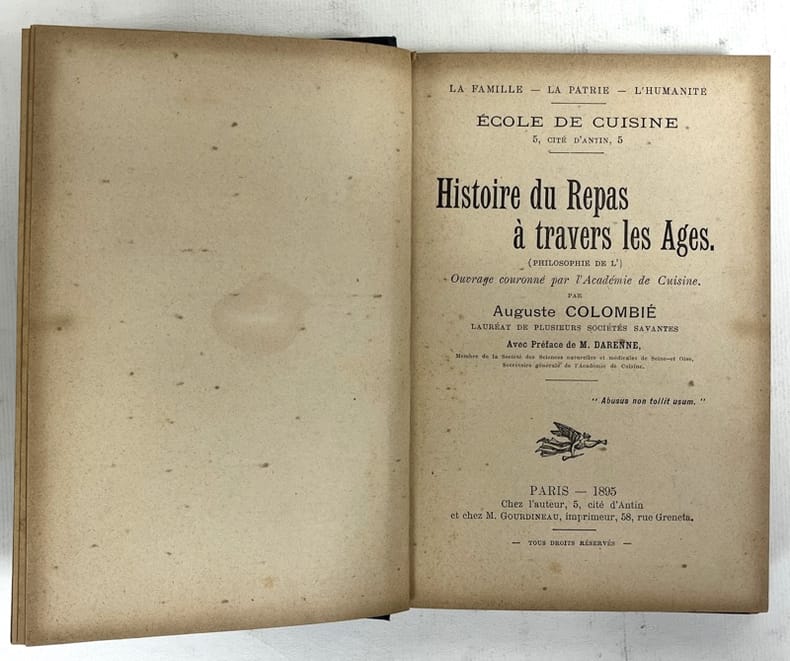 LA FAMILLE — LA PATRIE — L'HUMANITÉ
ÉCOLE DE CUISINE
5, CITÉ D'ANTIN, 5
Histoire du Repas
à travers les Ages.
(PHILOSOPHIE DE L')
Ouvrage couronné par l'Académie de Cuisine.
PAR
Auguste COLOMBIÉ
LAURÉAT DE PLUSIEURS SOCIÉTÉS SAVANTES
Avec Préface de M. DARENNE,
Membre de la Société des Sciences naturelles et médicales de Seine-et Oise,
Secrétaire générale de l'Académie de Cuisine.
" Abusus non tollit usum. "
PARIS — 1895
Chez l'auteur, 5, cité d'Antin
et chez M. GOURDINEAU, imprimeur, 58, rue Greneta.
— TOUS DROITS RÉSERVÉS —